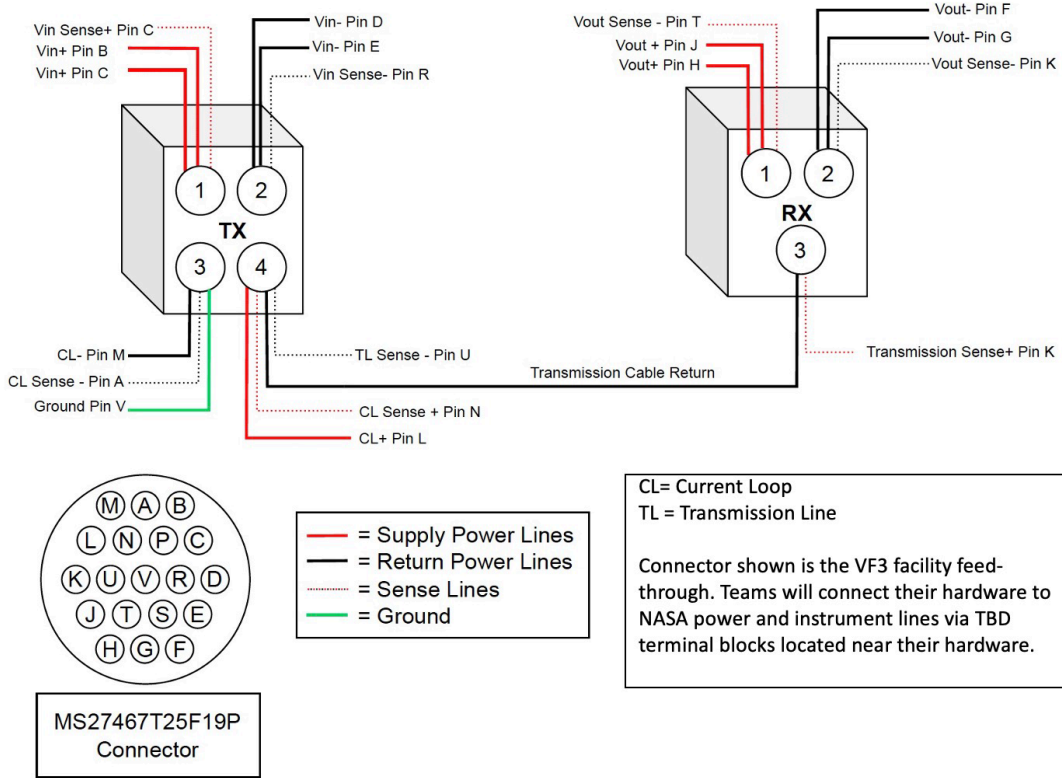 Vin Sense+ Pin C
Vin+ Pin B
Vin+ Pin C
Vin- Pin D
Vin- Pin E
Vin Sense- Pin R
1
2
TX
3
4
CL- Pin M
CL Sense - Pin A
Ground Pin V
TL Sense - Pin U
CL Sense + Pin N
CL+ Pin L
Transmission Cable Return
Vout Sense - Pin T
Vout + Pin J
Vout+ Pin H
Vout- Pin F
Vout- Pin G
Vout Sense- Pin K
1
2
RX
3
Transmission Sense+ Pin K
M A B
L N P C
K U V R D
J T S E
H G F
MS27467T25F19P
Connector
= Supply Power Lines
= Return Power Lines
= Sense Lines
= Ground
CL= Current Loop
TL = Transmission Line
Connector shown is the VF3 facility feed-
through. Teams will connect their hardware to
NASA power and instrument lines via TBD
terminal blocks located near their hardware.